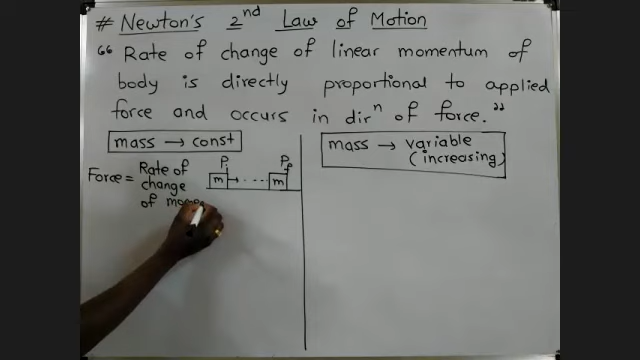 # Newton's 2nd Law of Motion
“ Rate of change of linear momentum of
body is directly proportional to applied
force and occurs in dirⁿ of force. ”
mass → const
Force = Rate of
change
of mome
Pi Pf
m m
mass → variable
(increasing)